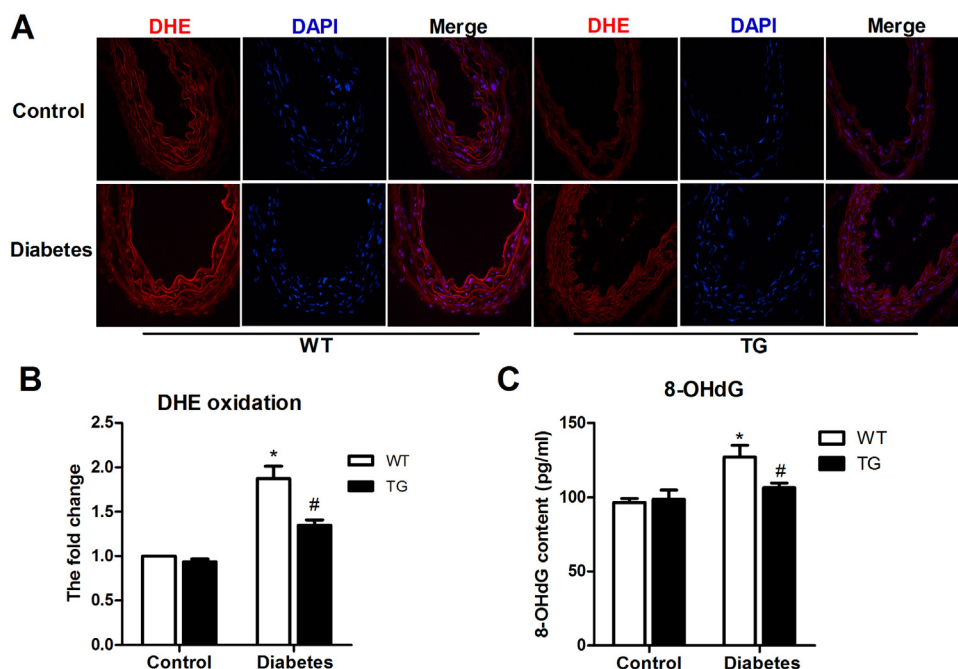 A
DHE DAPI Merge DHE DAPI Merge
Control
Diabetes
WT TG
B
DHE oxidation
The fold change
2.5
2.0
1.5
1.0
0.5
0.0
* #
WT
TG
Control Diabetes
C
8-OHdG
8-OHdG content (pg/ml)
150
100
50
0
* #
WT
TG
Control Diabetes